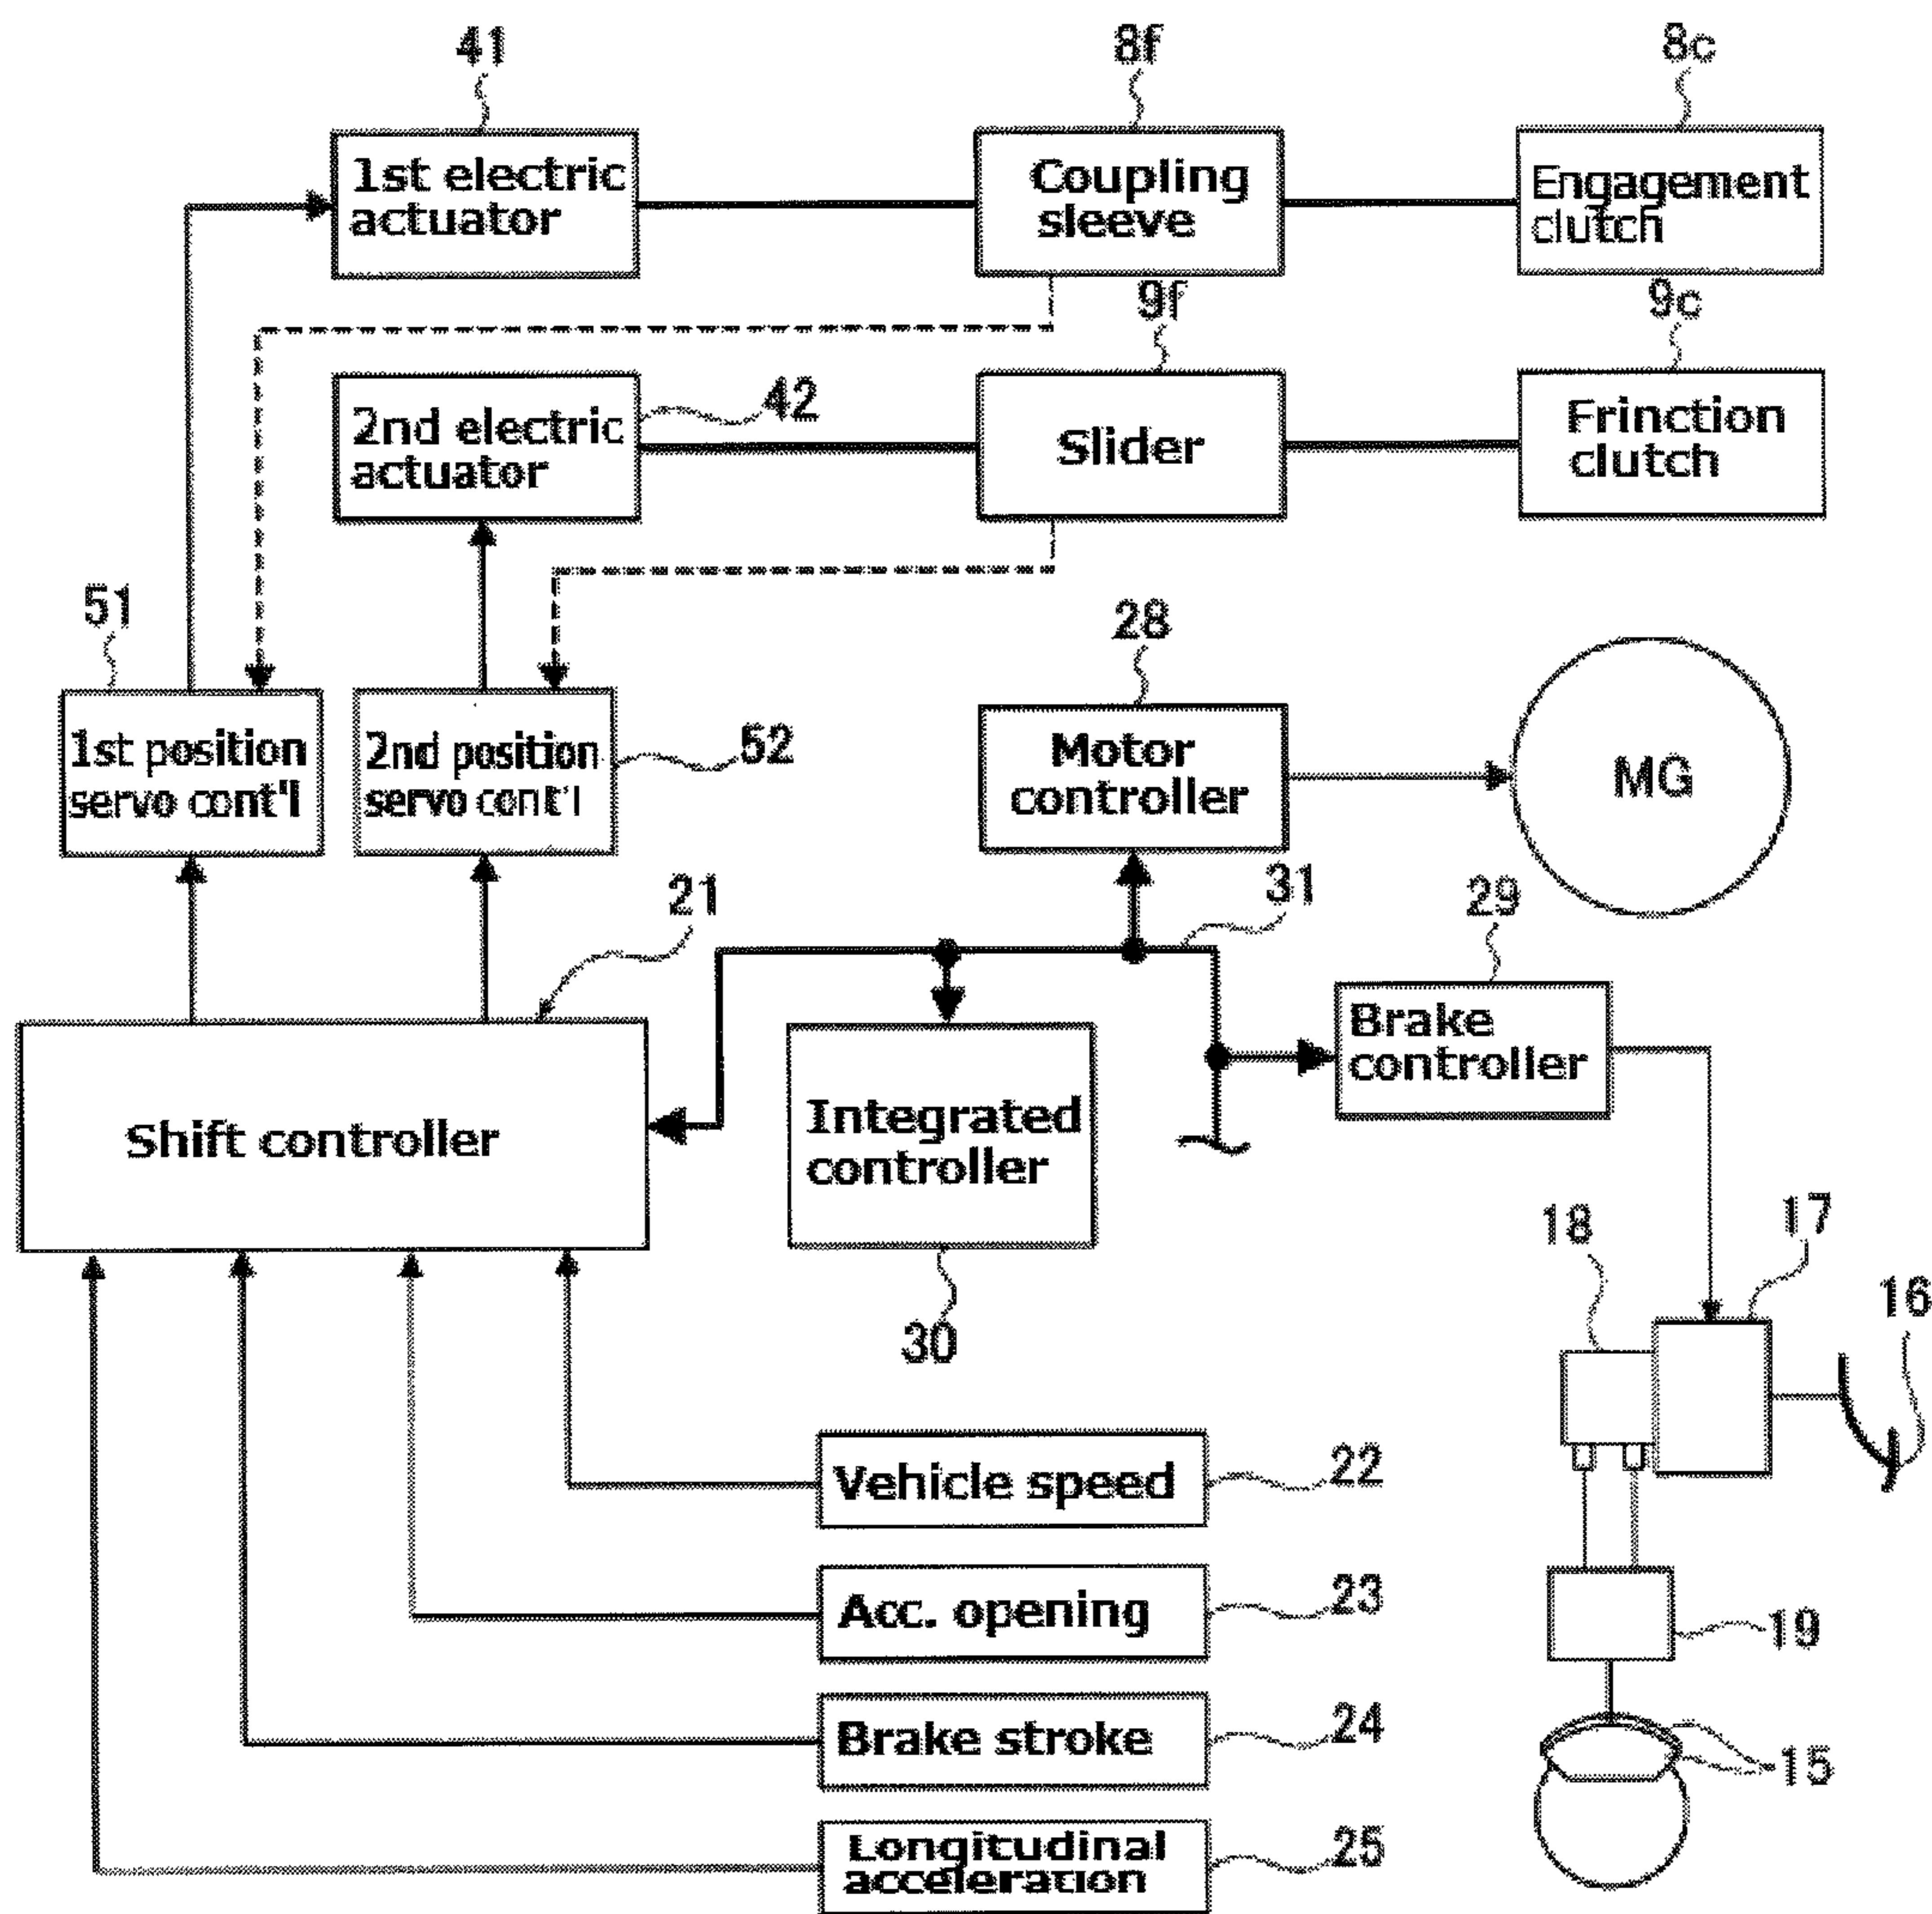 41
8f
8c
1st electric
actuator
Coupling
sleeve
Engagement
clutch
9f
9c
42
2nd electric
actuator
Slider
Frinction
clutch
51
28
1st position
servo cont'l
2nd position
servo cont'l
52
Motor
controller
MG
21
31
29
Shift controller
Integrated
controller
Brake
controller
30
18
17
16
Vehicle speed
22
Acc. opening
23
19
Brake stroke
24
15
Longitudinal
acceleration
25